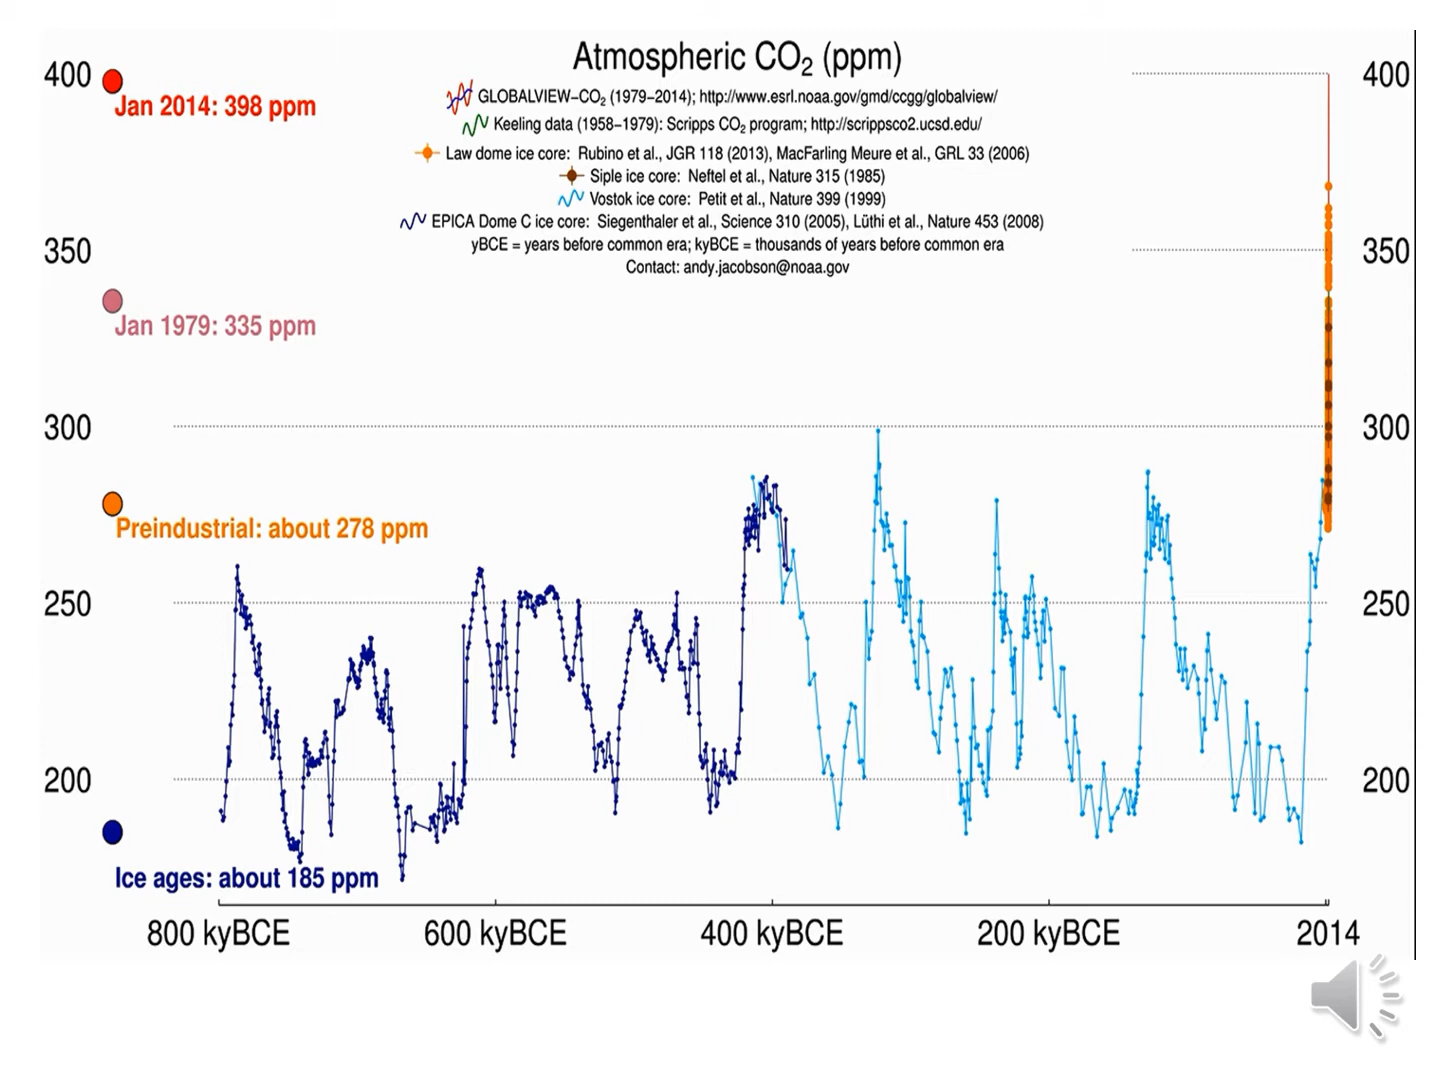 Atmospheric CO₂ (ppm)
GLOBALVIEW−CO₂ (1979−2014); http://www.esrl.noaa.gov/gmd/ccgg/globalview/
Keeling data (1958−1979): Scripps CO₂ program; http://scrippsco2.ucsd.edu/
Law dome ice core: Rubino et al., JGR 118 (2013), MacFarling Meure et al., GRL 33 (2006)
Siple ice core: Neftel et al., Nature 315 (1985)
Vostok ice core: Petit et al., Nature 399 (1999)
EPICA Dome C ice core: Siegenthaler et al., Science 310 (2005), Lüthi et al., Nature 453 (2008)
yBCE = years before common era; kyBCE = thousands of years before common era
Contact: andy.jacobson@noaa.gov
400 400
Jan 2014: 398 ppm
350 350
Jan 1979: 335 ppm
300 300
Preindustrial: about 278 ppm
250 250
200 200
Ice ages: about 185 ppm
800 kyBCE 600 kyBCE 400 kyBCE 200 kyBCE 2014